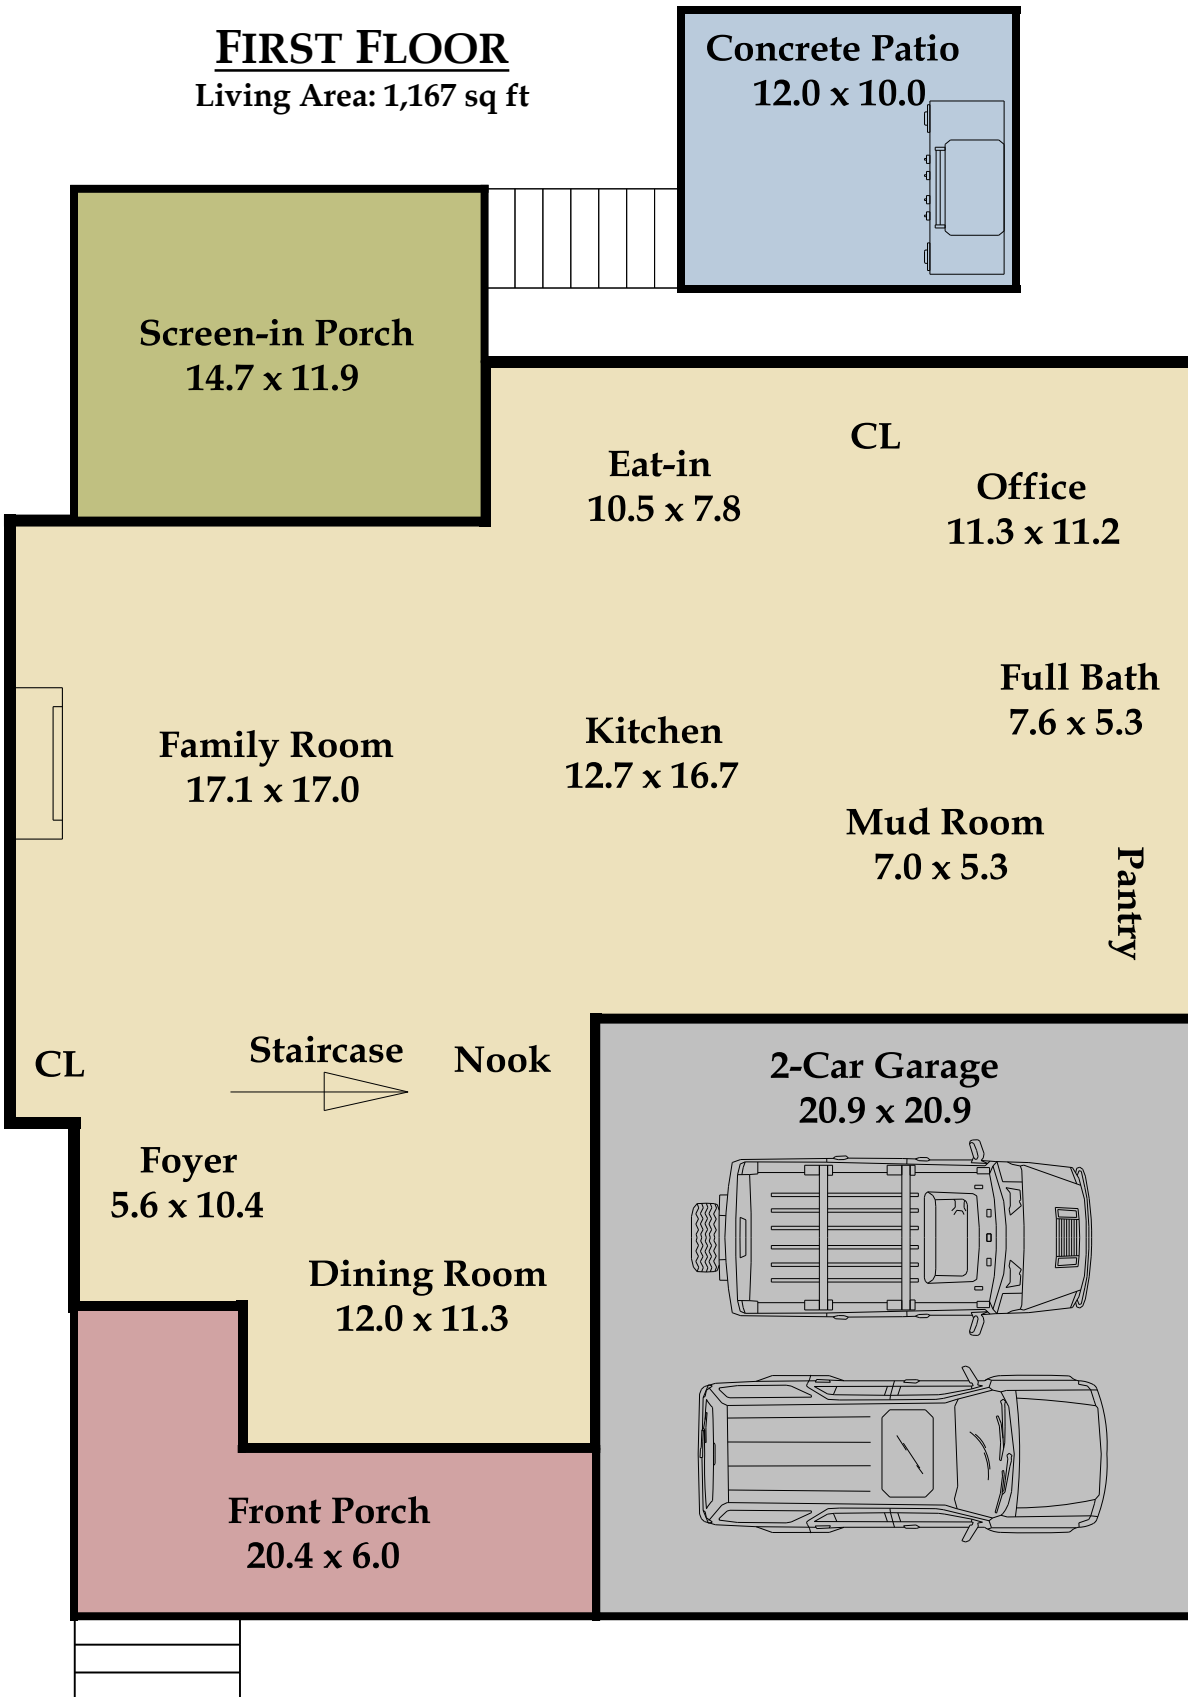 FIRST FLOOR
Living Area: 1,167 sq ft
Concrete Patio
12.0 x 10.0
Screen-in Porch
14.7 x 11.9
Eat-in
10.5 x 7.8
CL
Office
11.3 x 11.2
Full Bath
7.6 x 5.3
Family Room
17.1 x 17.0
Kitchen
12.7 x 16.7
Mud Room
7.0 x 5.3
Pantry
CL
Staircase
Nook
2-Car Garage
20.9 x 20.9
Foyer
5.6 x 10.4
Dining Room
12.0 x 11.3
Front Porch
20.4 x 6.0